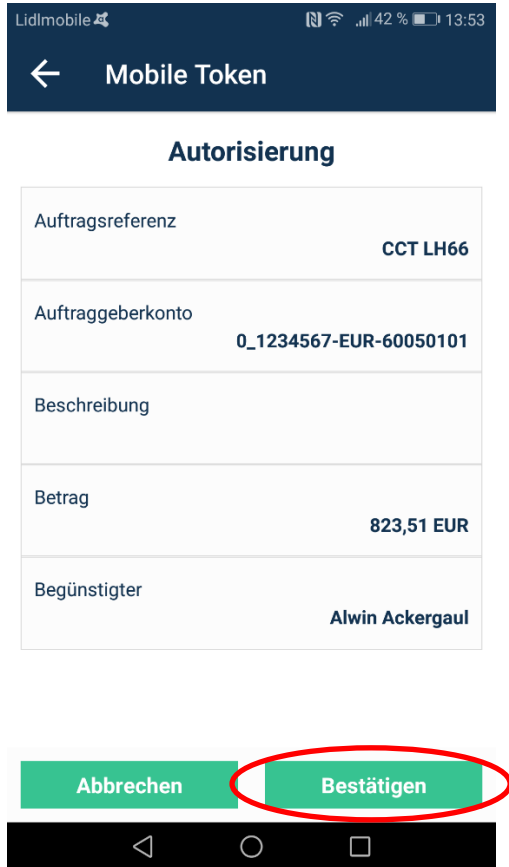 Lidlmobile 42 % 13:53
Mobile Token
Autorisierung
Auftragsreferenz
CCT LH66
Auftraggeberkonto
0_1234567-EUR-60050101
Beschreibung
Betrag
823,51 EUR
Begünstigter
Alwin Ackergaul
Abbrechen Bestätigen